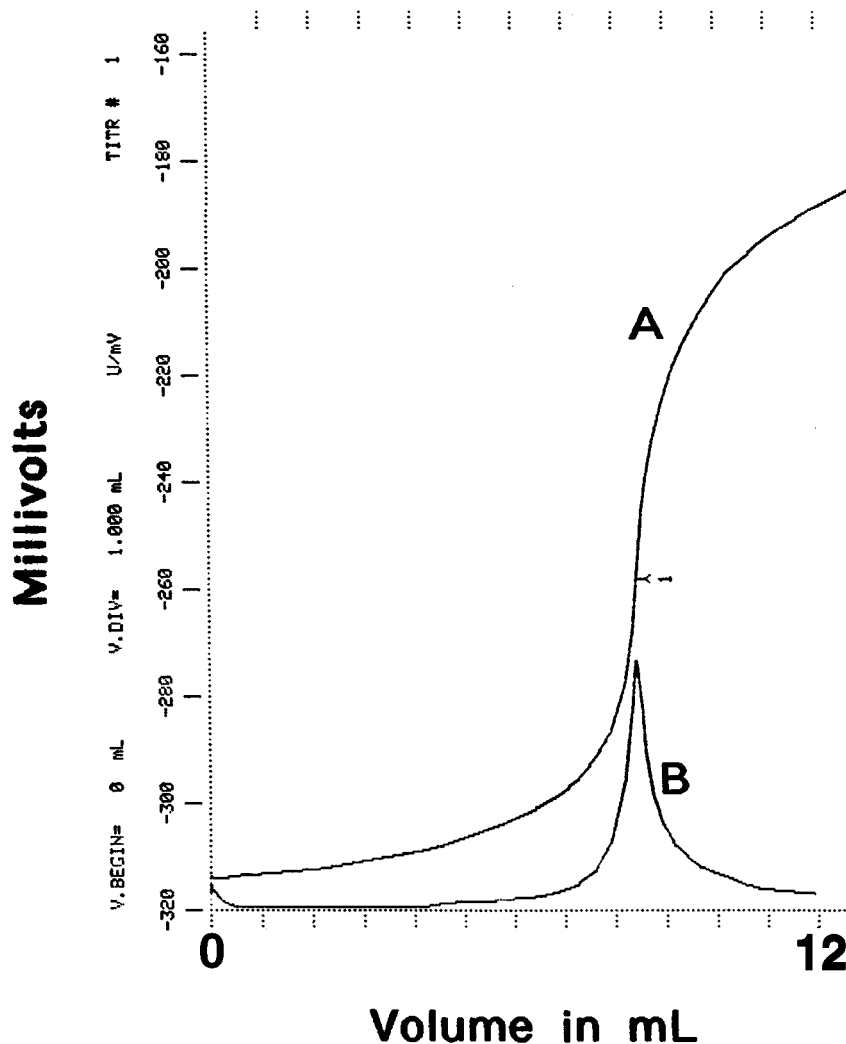 Millivolts
V.BEGIN= 0 mL V.DIV= 1.000 mL U/mV TITR # 1
-160
-180
-200
-220
-240
-260
-280
-300
-320
A
1
B
0
12
Volume in mL